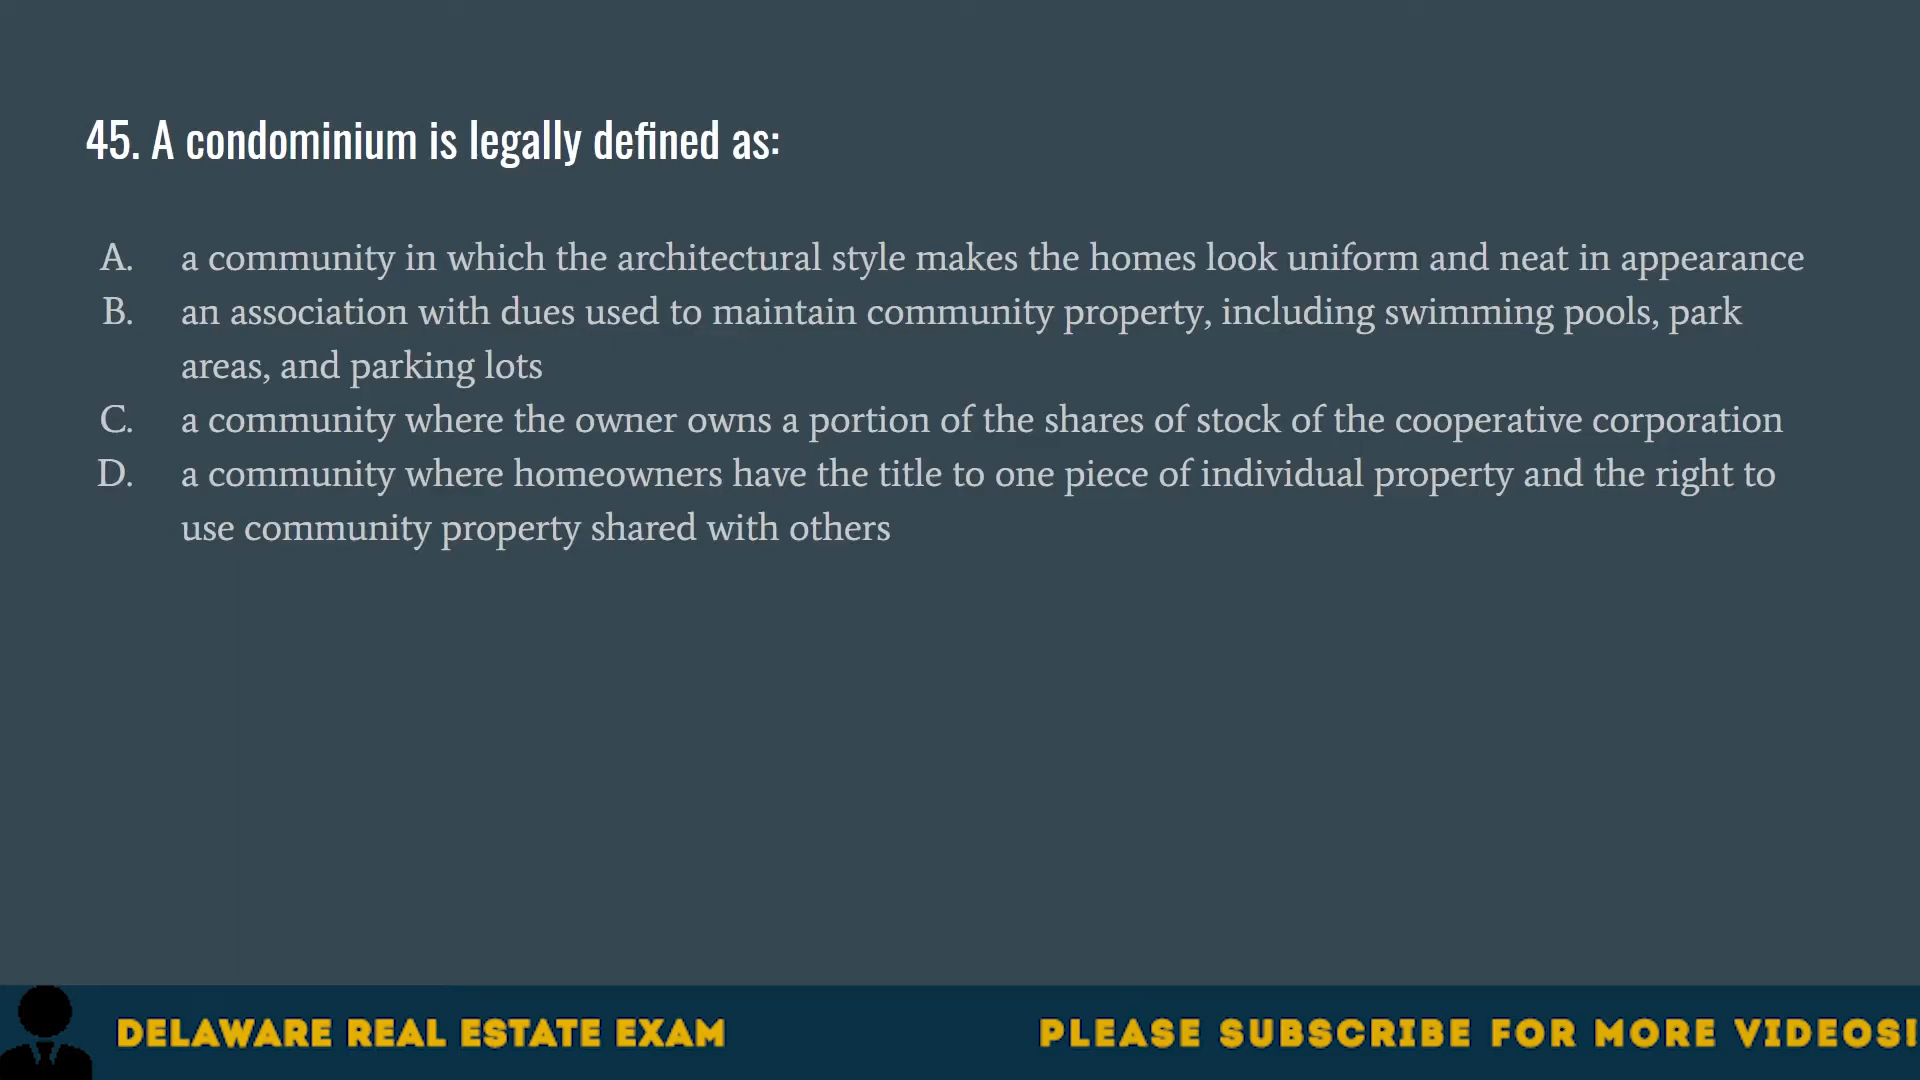 45. A condominium is legally defined as:
A. a community in which the architectural style makes the homes look uniform and neat in appearance
B. an association with dues used to maintain community property, including swimming pools, park
areas, and parking lots
C. a community where the owner owns a portion of the shares of stock of the cooperative corporation
D. a community where homeowners have the title to one piece of individual property and the right to
use community property shared with others
DELAWARE REAL ESTATE EXAM
PLEASE SUBSCRIBE FOR MORE VIDEOS!